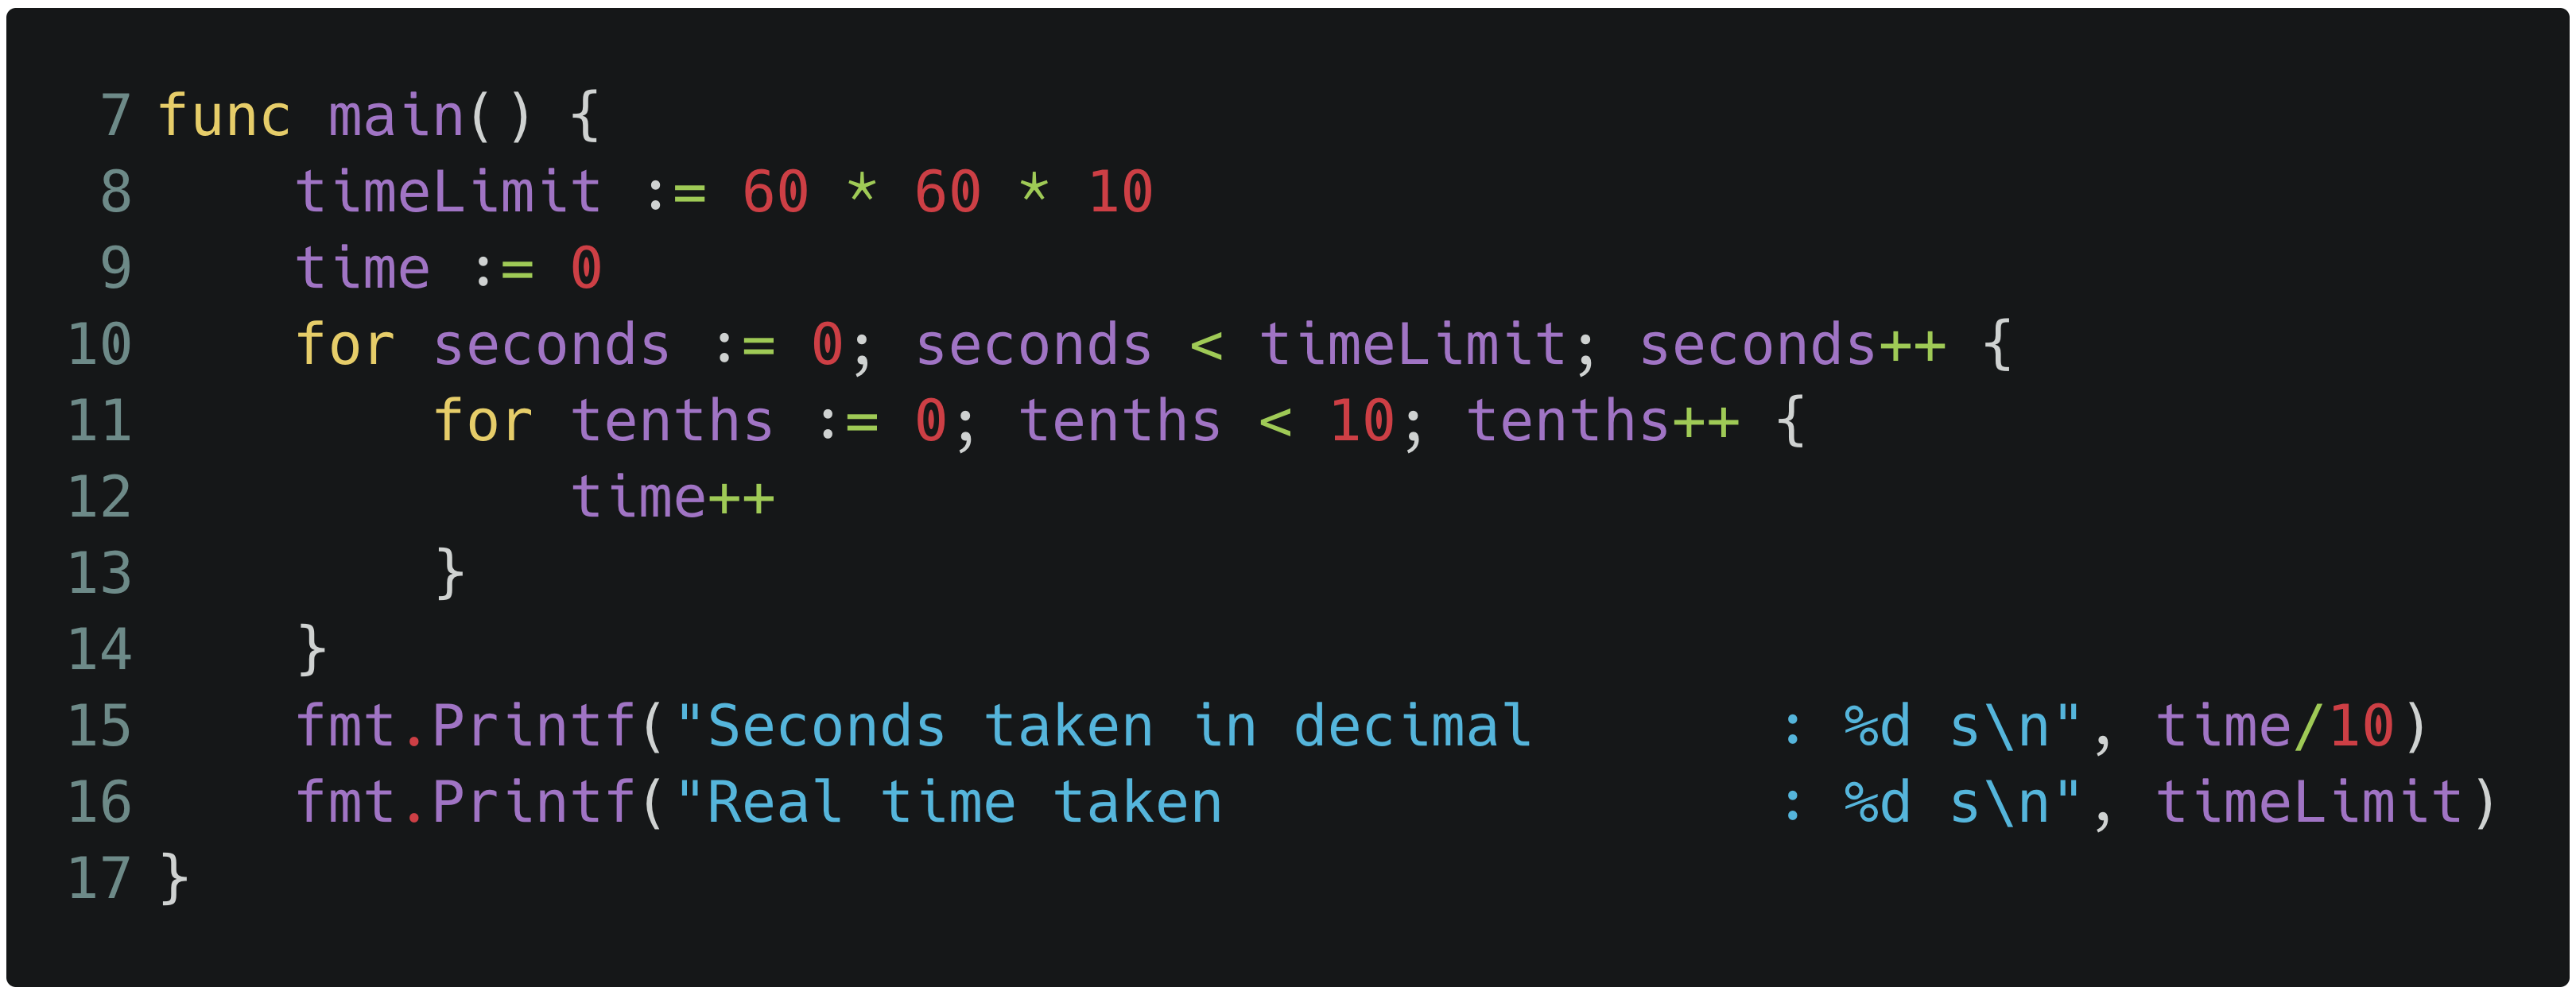 7 func main() {
8     timeLimit := 60 * 60 * 10
9     time := 0
10     for seconds := 0; seconds < timeLimit; seconds++ {
11         for tenths := 0; tenths < 10; tenths++ {
12             time++
13         }
14     }
15     fmt.Printf("Seconds taken in decimal       : %d s\n", time/10)
16     fmt.Printf("Real time taken                : %d s\n", timeLimit)
17 }